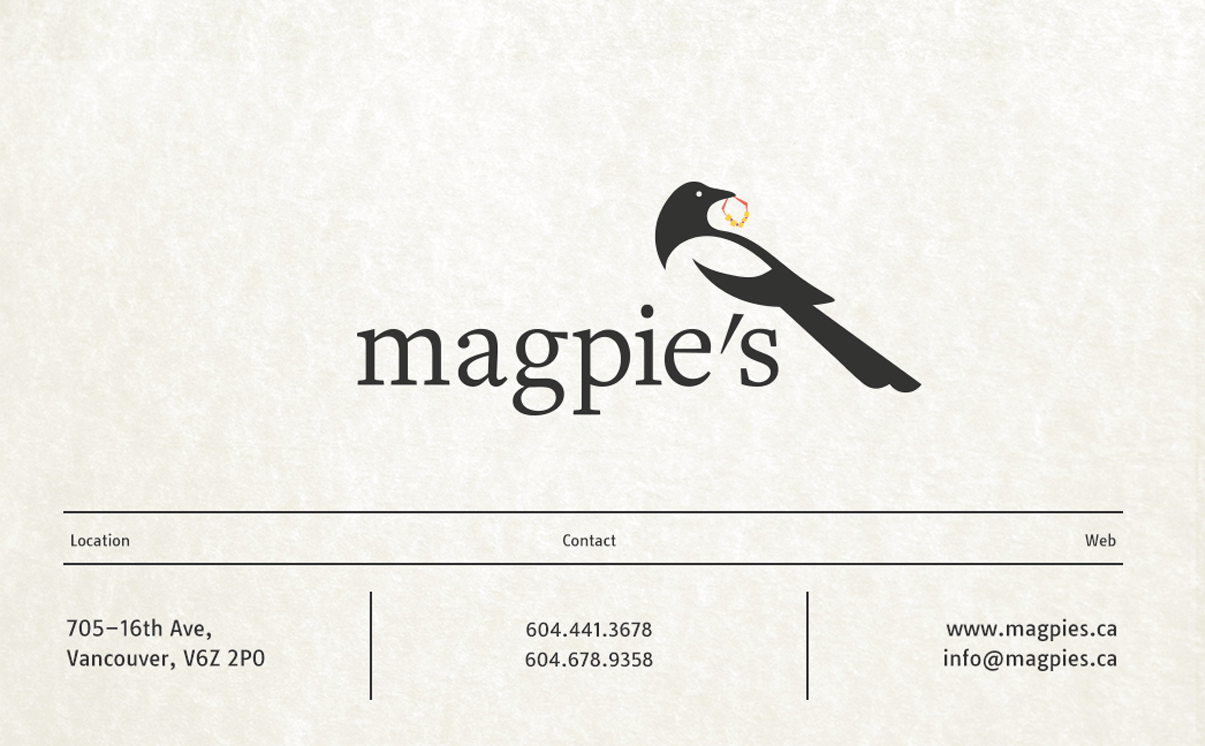 magpie's
Location
Contact
Web
705–16th Ave,
Vancouver, V6Z 2P0
604.441.3678
604.678.9358
www.magpies.ca
info@magpies.ca